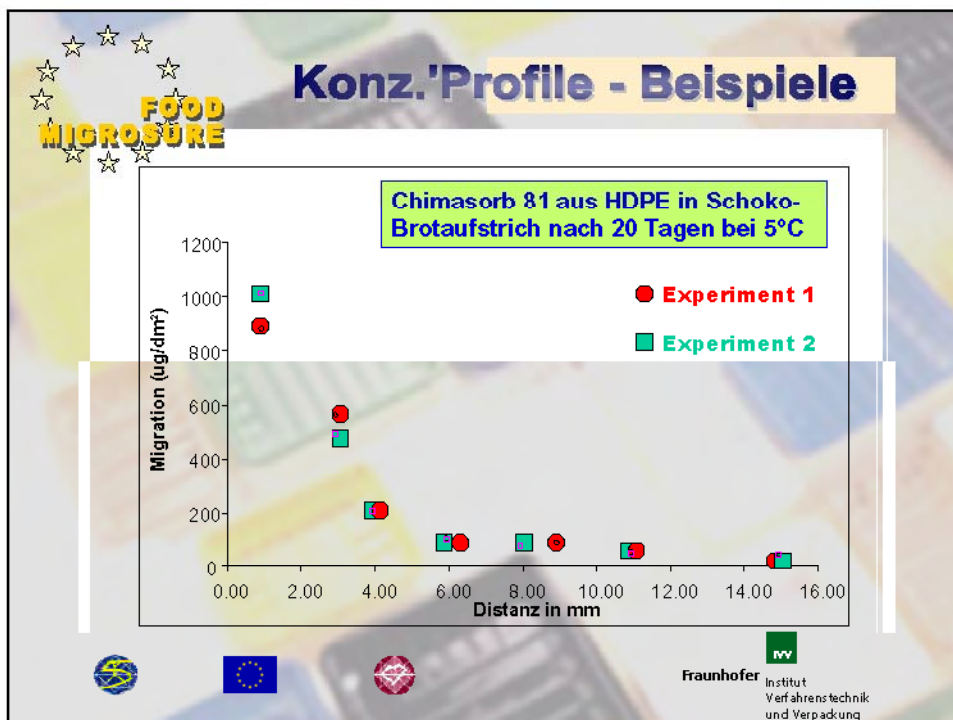 Konz.'Profile - Beispiele
FOOD
MIGROSURE
Chimasorb 81 aus HDPE in Schoko-
Brotaufstrich nach 20 Tagen bei 5°C
Experiment 1
Experiment 2
Migration (ug/dm²)
1200
1000
800
600
400
200
0
0.00 2.00 4.00 6.00 8.00 10.00 12.00 14.00 16.00
Distanz in mm
Fraunhofer
IVV
Institut
Verfahrenstechnik
und Verpackung